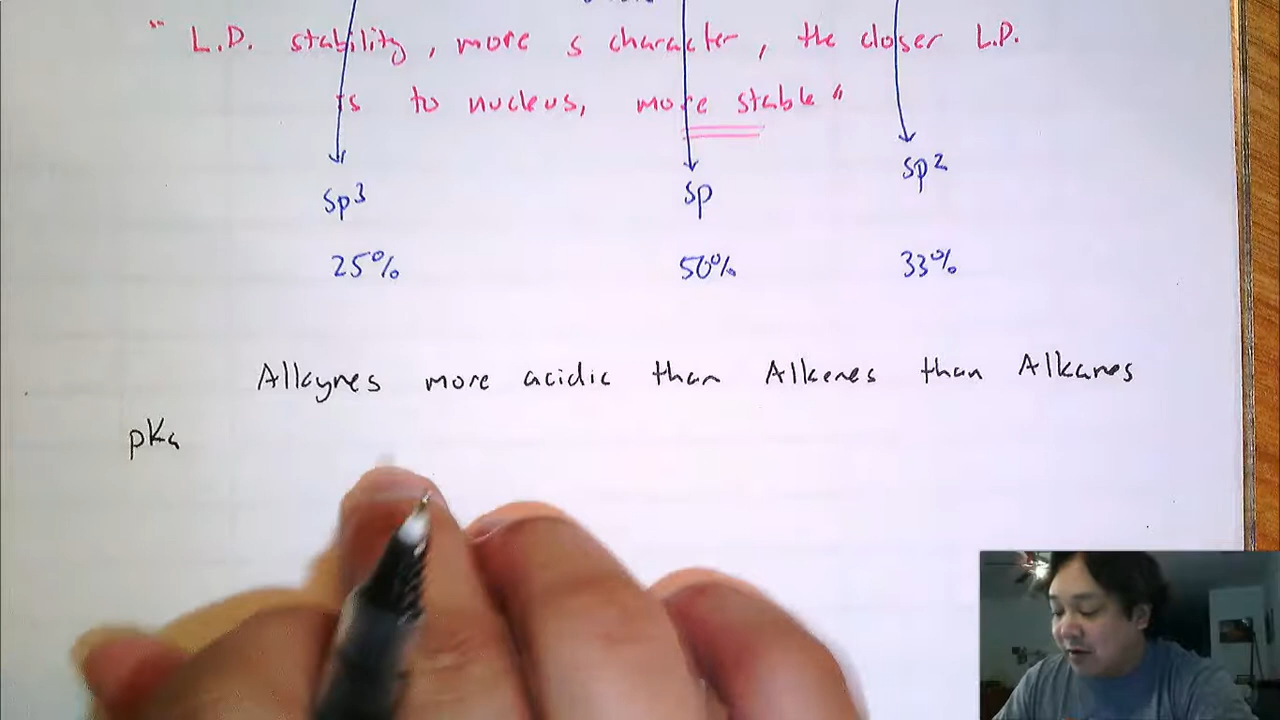 " L.D. stability, more s character, the closer L.P.
is to nucleus, more stable "
sp³ sp sp²
25% 50% 33%
Alkynes more acidic than Alkenes than Alkanes
pKa